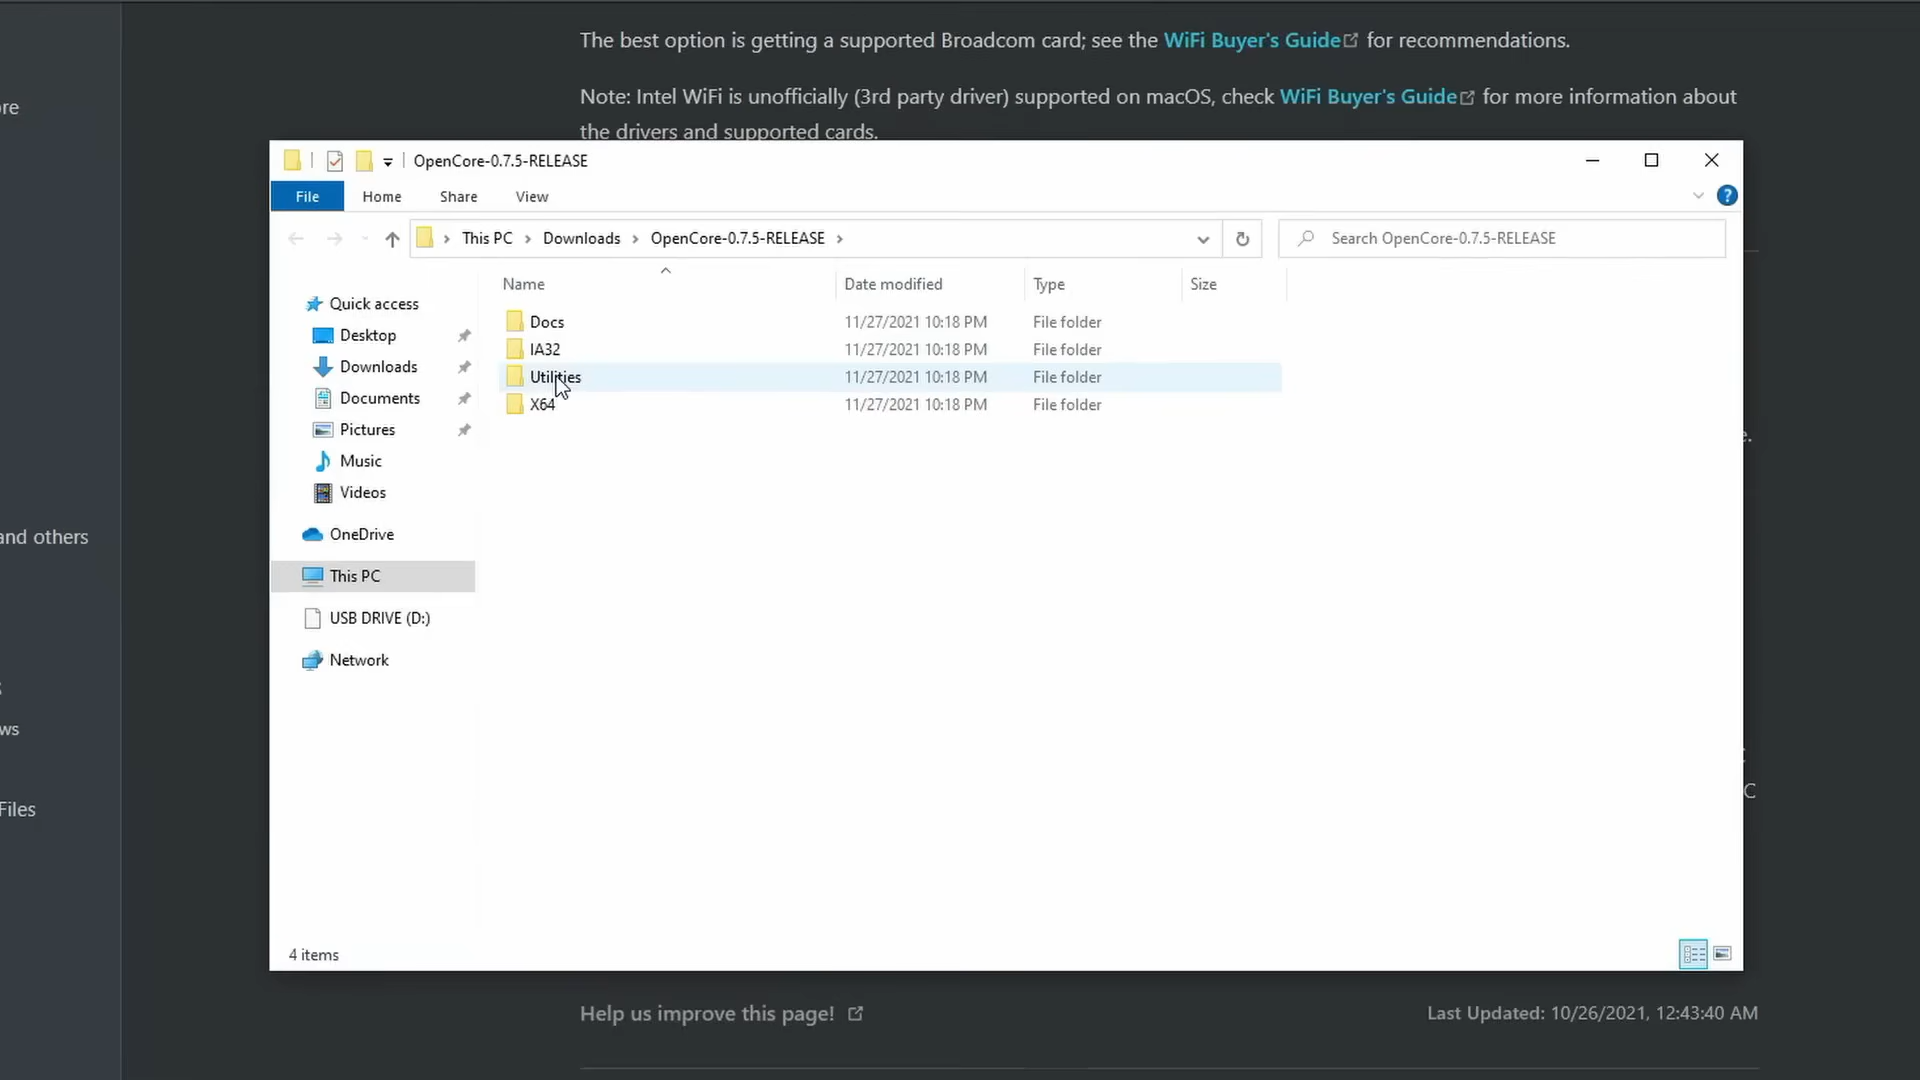 The best option is getting a supported Broadcom card; see the WiFi Buyer's Guide for recommendations.
Note: Intel WiFi is unofficially (3rd party driver) supported on macOS, check WiFi Buyer's Guide for more information about
the drivers and supported cards.
re
and others
ws
Files
OpenCore-0.7.5-RELEASE
File Home Share View
This PC Downloads OpenCore-0.7.5-RELEASE
Search OpenCore-0.7.5-RELEASE
Name Date modified Type Size
Docs 11/27/2021 10:18 PM File folder
IA32 11/27/2021 10:18 PM File folder
Utilities 11/27/2021 10:18 PM File folder
X64 11/27/2021 10:18 PM File folder
Quick access
Desktop
Downloads
Documents
Pictures
Music
Videos
OneDrive
This PC
USB DRIVE (D:)
Network
4 items
e.
C
Help us improve this page!
Last Updated: 10/26/2021, 12:43:40 AM